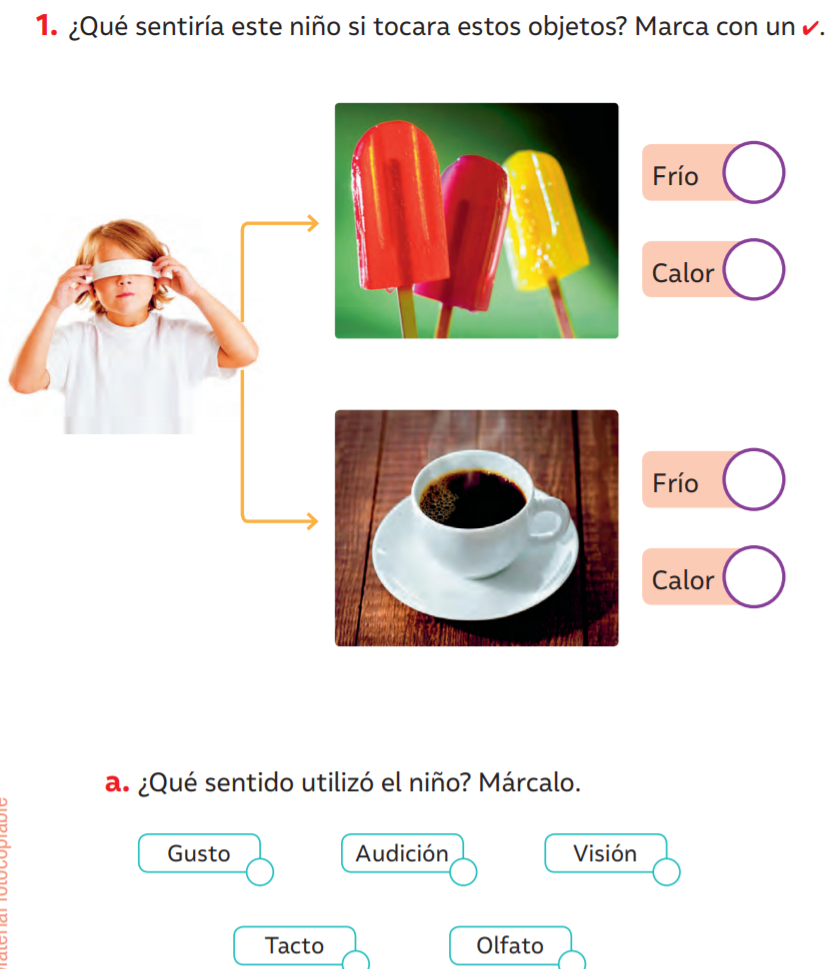 1. ¿Qué sentiría este niño si tocara estos objetos? Marca con un ✔.
Frío
Calor
Frío
Calor
a. ¿Qué sentido utilizó el niño? Márcalo.
Gusto Audición Visión
Tacto Olfato
fotocopiable